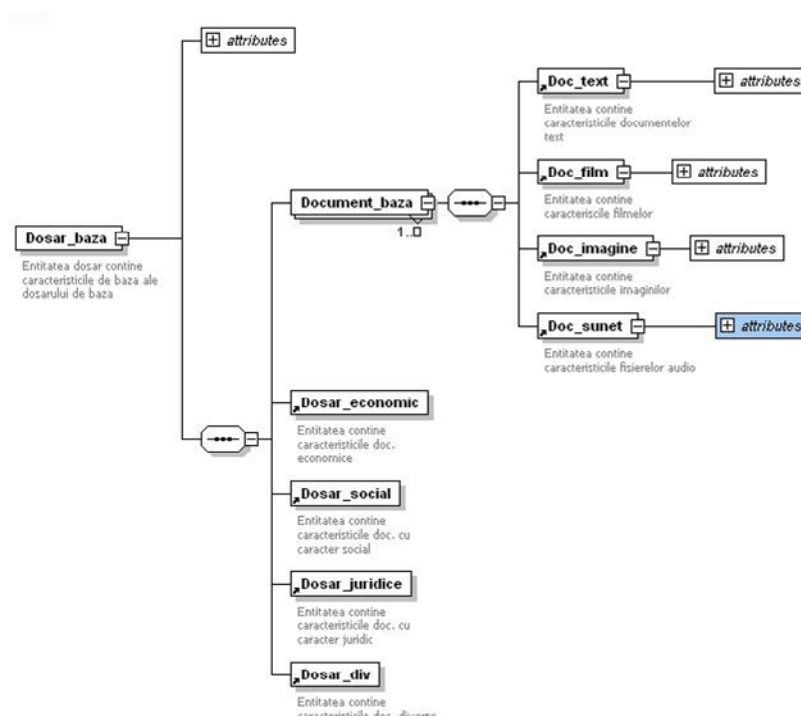 attributes
Dosar_baza
Entitatea dosar contine
caracteristicile de baza ale
dosarului de baza
Document_baza
1..
Doc_text
attributes
Entitatea contine
caracteristicile documentelor
text
Doc_film
attributes
Entitatea contine
caracteriscile filmelor
Doc_imagine
attributes
Entitatea contine
caracteristicile imaginilor
Doc_sunet
attributes
Entitatea contine
caracteristicile fisierelor audio
Dosar_economic
Entitatea contine
caracteristicile doc.
economice
Dosar_social
Entitatea contine
caracteristicile doc. cu
caracter social
Dosar_juridice
Entitatea contine
caracteristicile doc. cu
caracter juridic
Dosar_div
Entitatea contine
caracteristicile doc. diverse